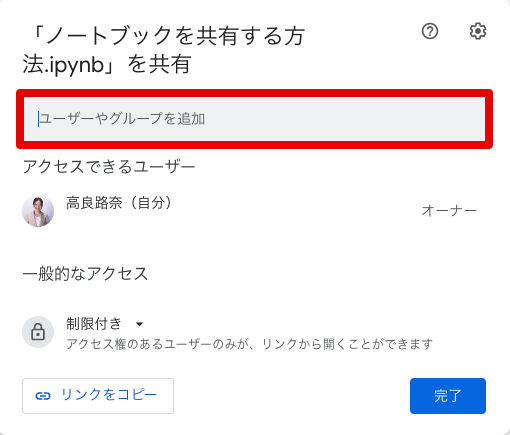 「ノートブックを共有する方
法.ipynb」を共有
ユーザーやグループを追加
アクセスできるユーザー
高良路奈（自分）
オーナー
一般的なアクセス
制限付き
アクセス権のあるユーザーのみが、リンクから開くことができます
リンクをコピー
完了